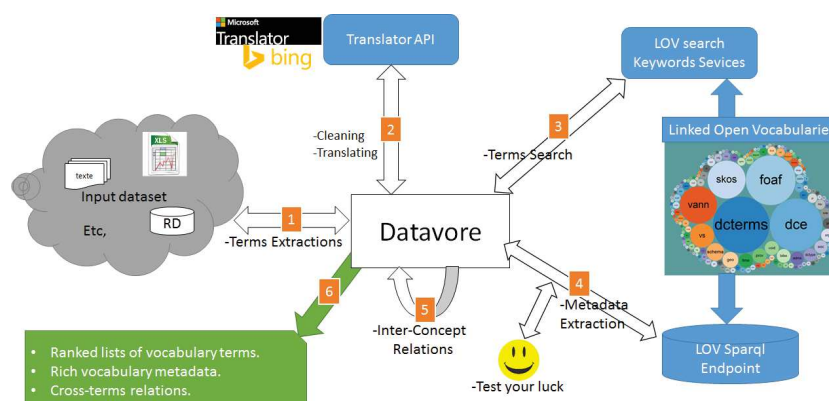 Microsoft
Translator
bing
Translator API
LOV search
Keywords Sevices
2
-Cleaning
-Translating
3
-Terms Search
Linked Open Vocabularie
XLS
texte
Input dataset
Etc,
RD
1
-Terms Extractions
Datavore
skos
foaf
vann
dcterms
dce
vs
schema
geo
4
-Metadata
Extraction
5
-Inter-Concept
Relations
6
-Test your luck
LOV Sparql
Endpoint
• Ranked lists of vocabulary terms.
• Rich vocabulary metadata.
• Cross-terms relations.